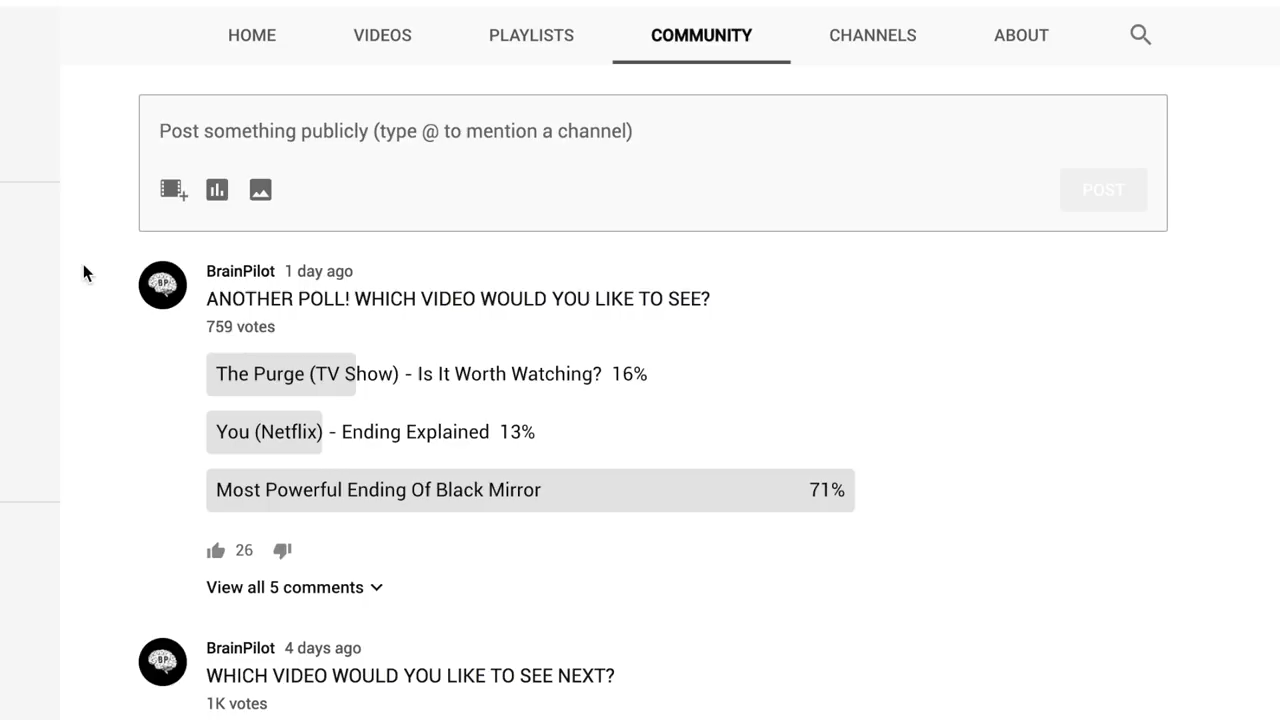 HOME VIDEOS PLAYLISTS COMMUNITY CHANNELS ABOUT
Post something publicly (type @ to mention a channel)
POST
BrainPilot 1 day ago
BP
ANOTHER POLL! WHICH VIDEO WOULD YOU LIKE TO SEE?
759 votes
The Purge (TV Show) - Is It Worth Watching? 16%
You (Netflix) - Ending Explained 13%
Most Powerful Ending Of Black Mirror 71%
26
View all 5 comments
BrainPilot 4 days ago
BP
WHICH VIDEO WOULD YOU LIKE TO SEE NEXT?
1K votes